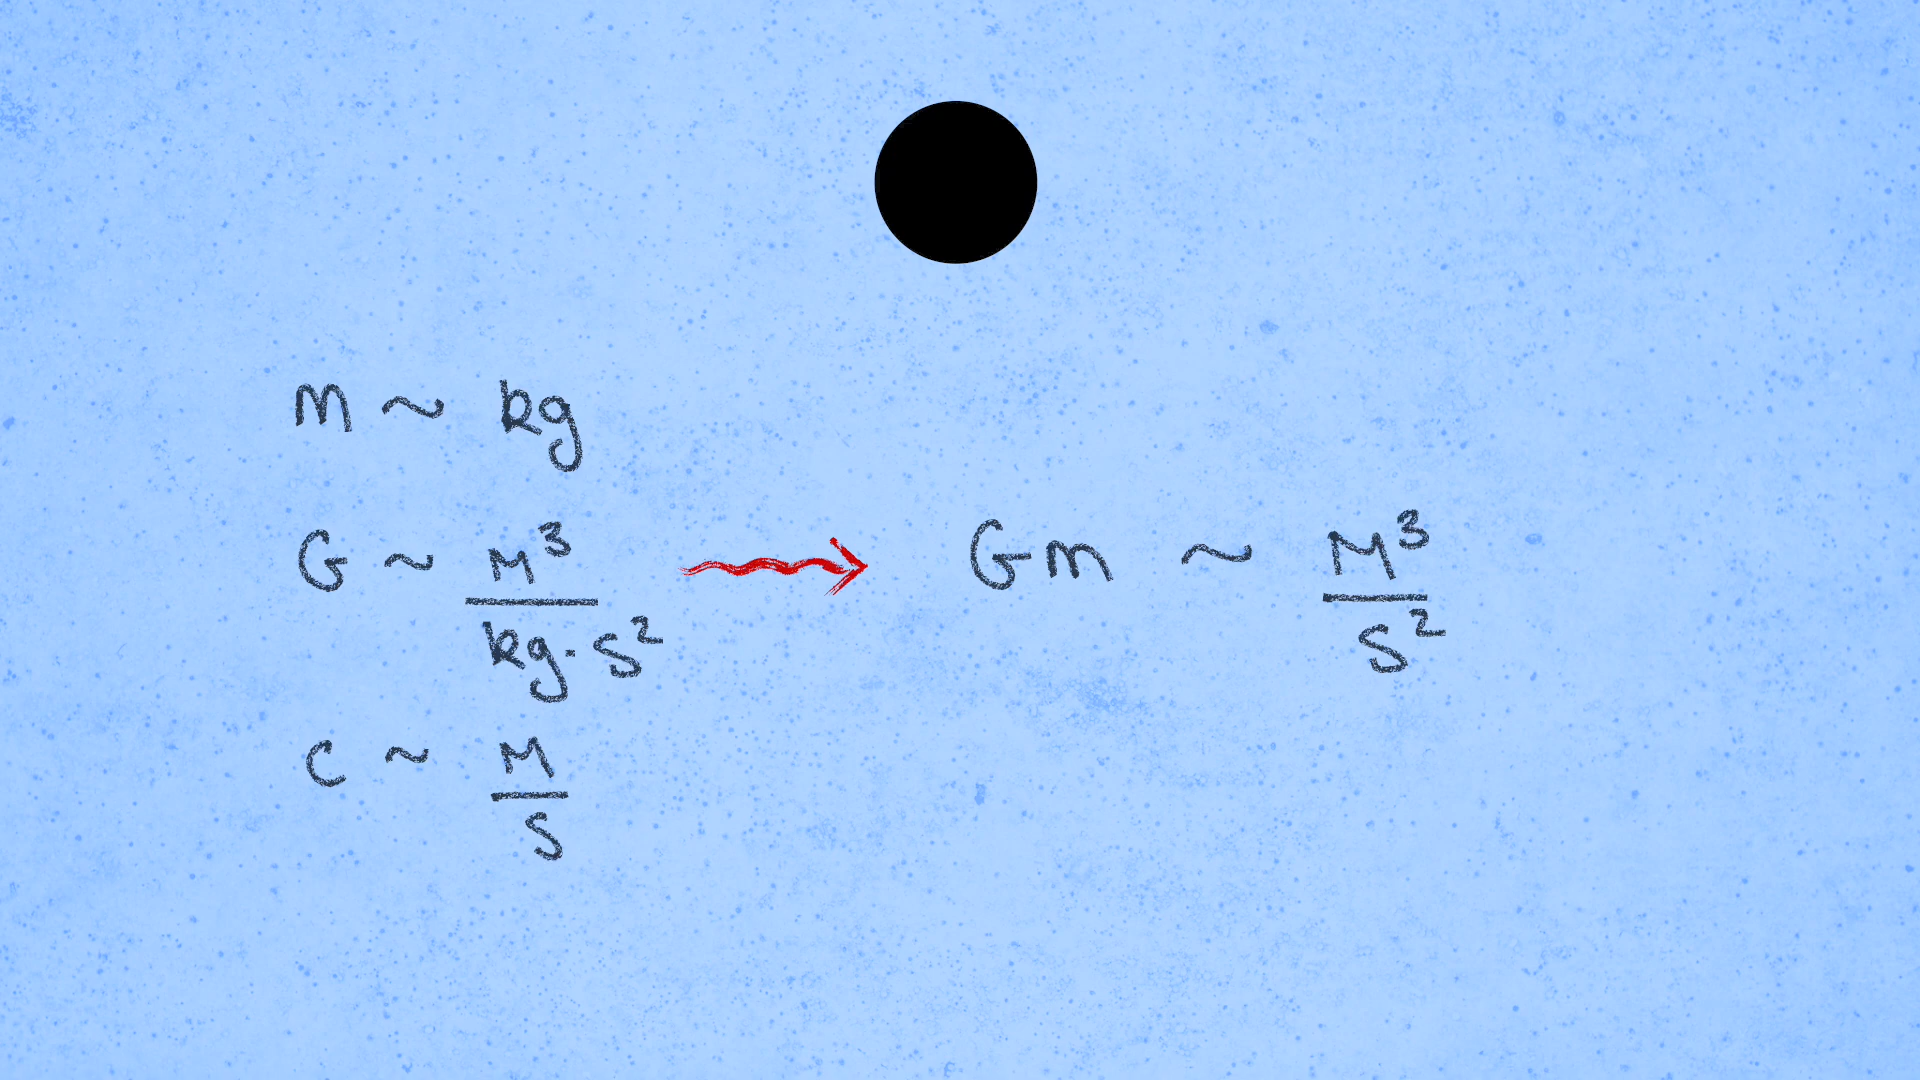 m ~ kg
G ~ M³ / kg · s²
Gm ~ M³ / s²
c ~ M / s